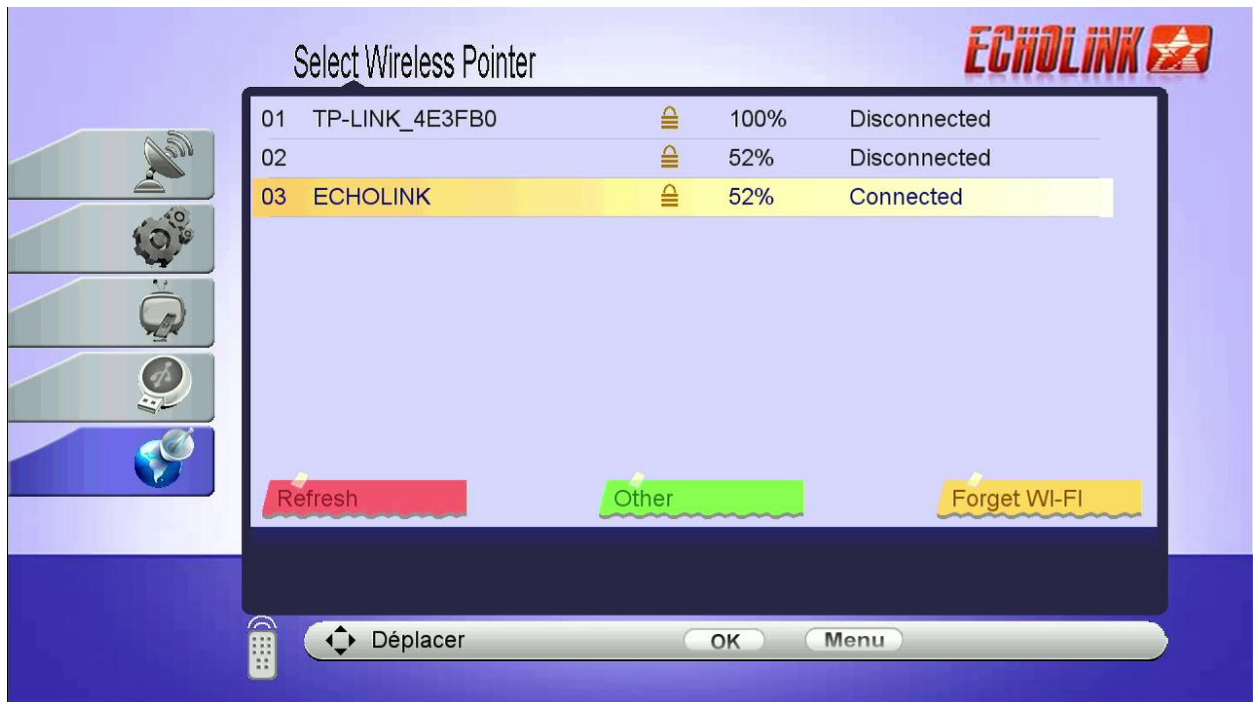 Select Wireless Pointer
ECHOLINK
01 TP-LINK_4E3FB0 100% Disconnected
02 52% Disconnected
03 ECHOLINK 52% Connected
Refresh Other Forget WI-FI
Déplacer OK Menu